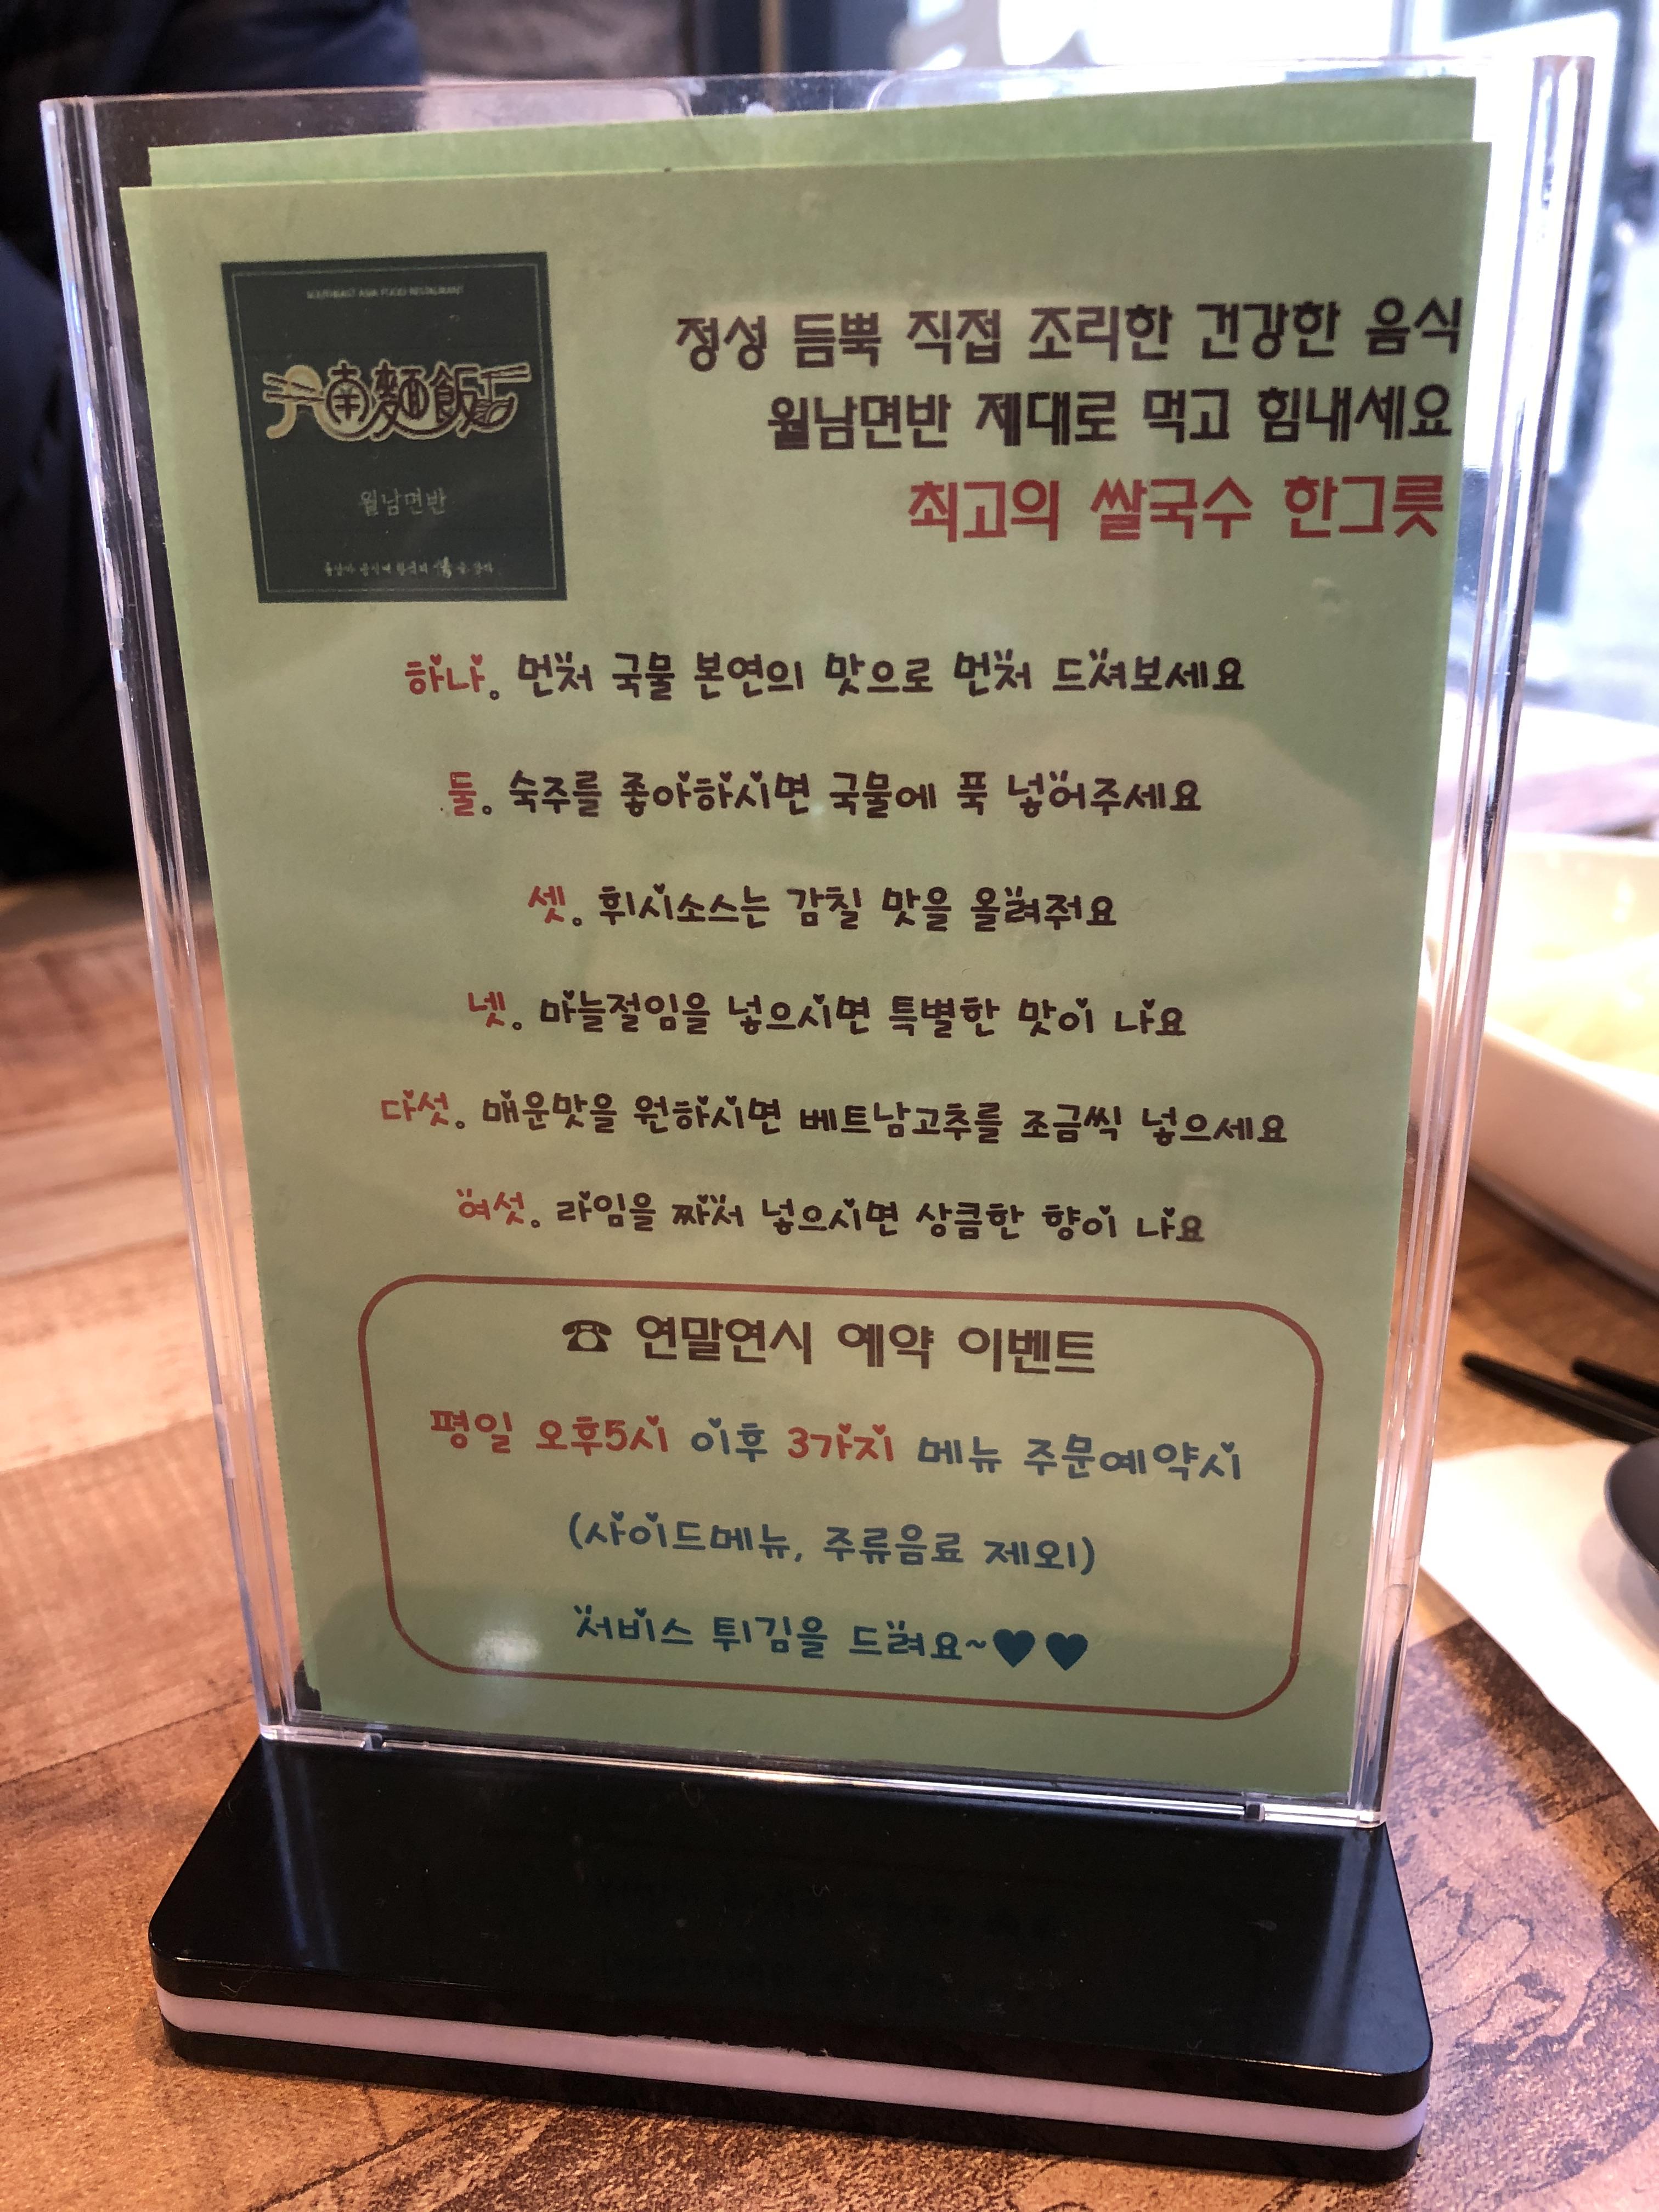 SOUTHEAST ASIA FOOD RESTAURANT
月南麵飯
월남면반
정성 듬뿍 직접 조리한 건강한 음식
월남면반 제대로 먹고 힘내세요
최고의 쌀국수 한그릇
하나. 먼처 국물 본연의 맛으로 먼처 드셔보세요
둘. 숙주를 좋아하시면 국물에 푹 넣어주세요
셋. 휘시소스는 감칠 맛을 올려줘요
넷. 마늘절임을 넣으시면 특별한 맛이 나요
다섯. 매운맛을 원하시면 베트남고추를 조금씩 넣으세요
여섯. 라임을 짜서 넣으시면 상큼한 향이 나요
☎ 연말연시 예약 이벤트
평일 오후5시 이후 3가지 메뉴 주문예약시
(사이드메뉴, 주류음료 제외)
서비스 튀김을 드려요~♥♥